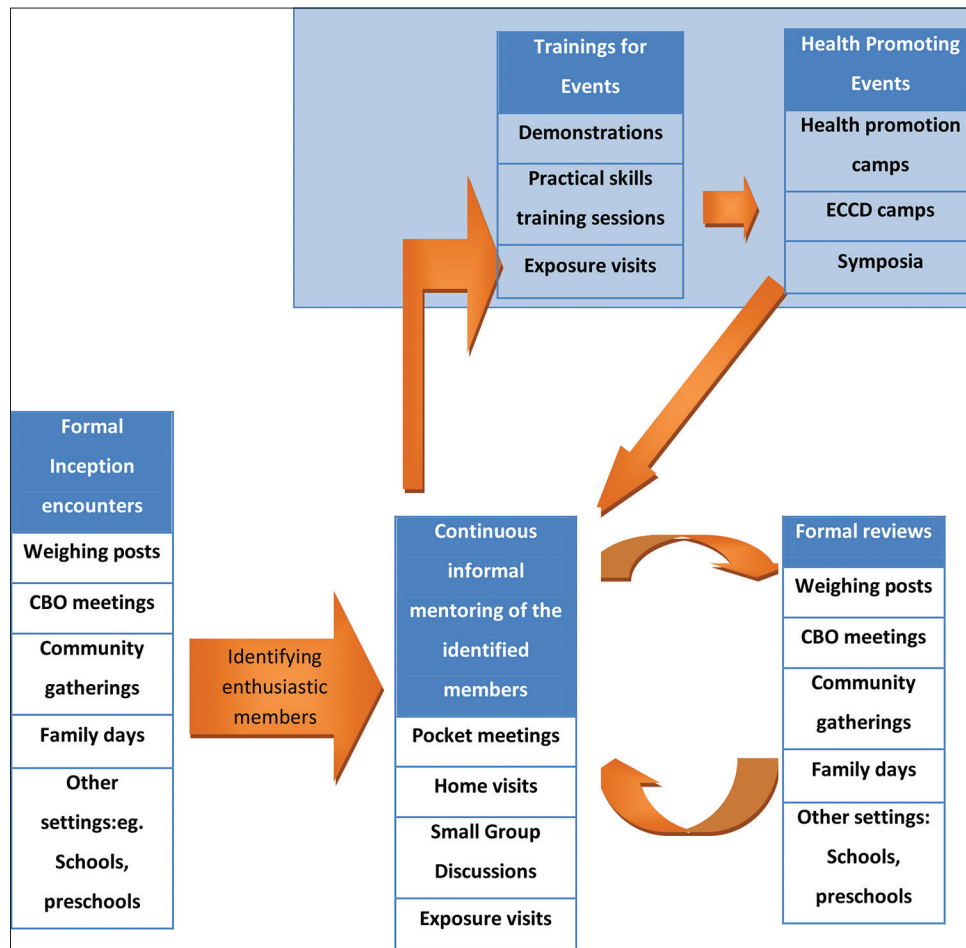 Trainings for
Events
Demonstrations
Practical skills
training sessions
Exposure visits
Health Promoting
Events
Health promotion
camps
ECCD camps
Symposia
Formal
Inception
encounters
Weighing posts
CBO meetings
Community
gatherings
Family days
Other
settings:eg.
Schools,
preschools
Identifying
enthusiastic
members
Continuous
informal
mentoring of the
identified
members
Pocket meetings
Home visits
Small Group
Discussions
Exposure visits
Formal reviews
Weighing posts
CBO meetings
Community
gatherings
Family days
Other settings:
Schools,
preschools